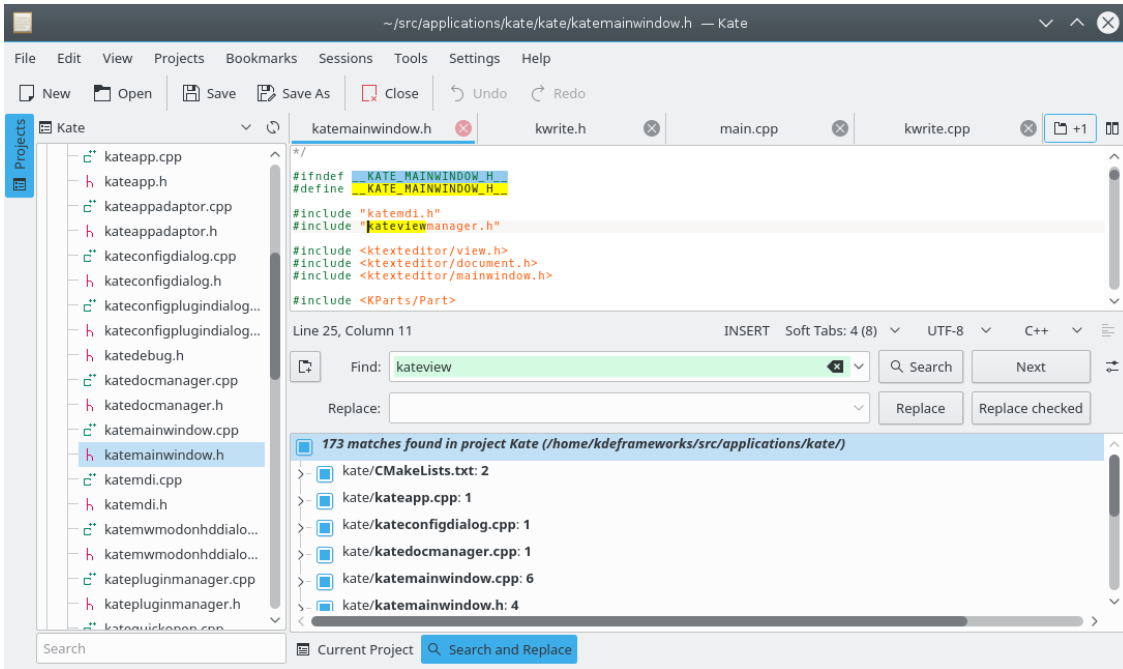 ~/src/applications/kate/kate/katemainwindow.h — Kate
File Edit View Projects Bookmarks Sessions Tools Settings Help
New Open Save Save As Close Undo Redo
Projects
Kate
kateapp.cpp
kateapp.h
kateappadaptor.cpp
kateappadaptor.h
kateconfigdialog.cpp
kateconfigdialog.h
kateconfigplugindialog...
kateconfigplugindialog...
katedebug.h
katedocmanager.cpp
katedocmanager.h
katemainwindow.cpp
katemainwindow.h
katemdi.cpp
katemdi.h
katemwmodonhddialo...
katemwmodonhddialo...
katepluginmanager.cpp
katepluginmanager.h
katequickopen.cpp
Search
katemainwindow.h kwrite.h main.cpp kwrite.cpp +1
*/
#ifndef __KATE_MAINWINDOW_H__
#define __KATE_MAINWINDOW_H__
#include "katemdi.h"
#include "kateviewmanager.h"
#include <ktexteditor/view.h>
#include <ktexteditor/document.h>
#include <ktexteditor/mainwindow.h>
#include <KParts/Part>
Line 25, Column 11 INSERT Soft Tabs: 4 (8) UTF-8 C++
Find: kateview Search Next
Replace: Replace Replace checked
173 matches found in project Kate (/home/kdeframeworks/src/applications/kate/)
kate/CMakeLists.txt: 2
kate/kateapp.cpp: 1
kate/kateconfigdialog.cpp: 1
kate/katedocmanager.cpp: 1
kate/katemainwindow.cpp: 6
kate/katemainwindow.h: 4
Current Project Search and Replace